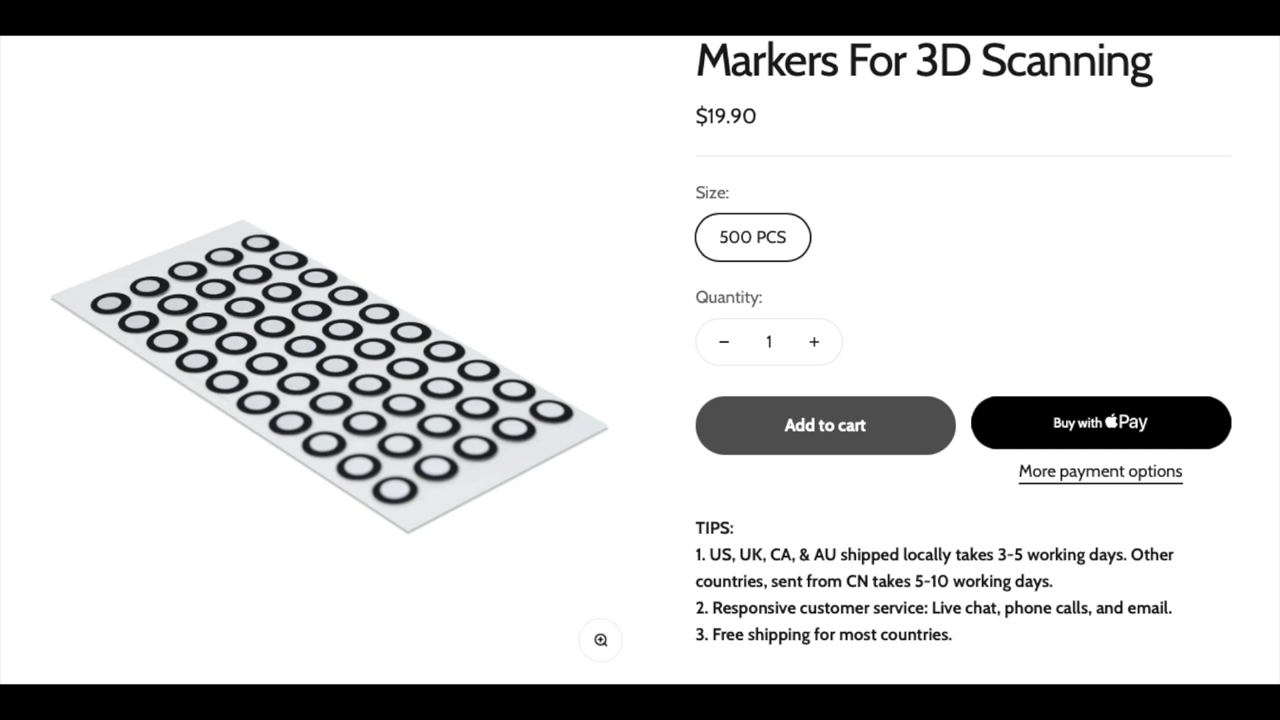 Markers For 3D Scanning
$19.90
Size:
500 PCS
Quantity:
− 1 +
Add to cart
Buy with Pay
More payment options
TIPS:
1. US, UK, CA, & AU shipped locally takes 3-5 working days. Other
countries, sent from CN takes 5-10 working days.
2. Responsive customer service: Live chat, phone calls, and email.
3. Free shipping for most countries.